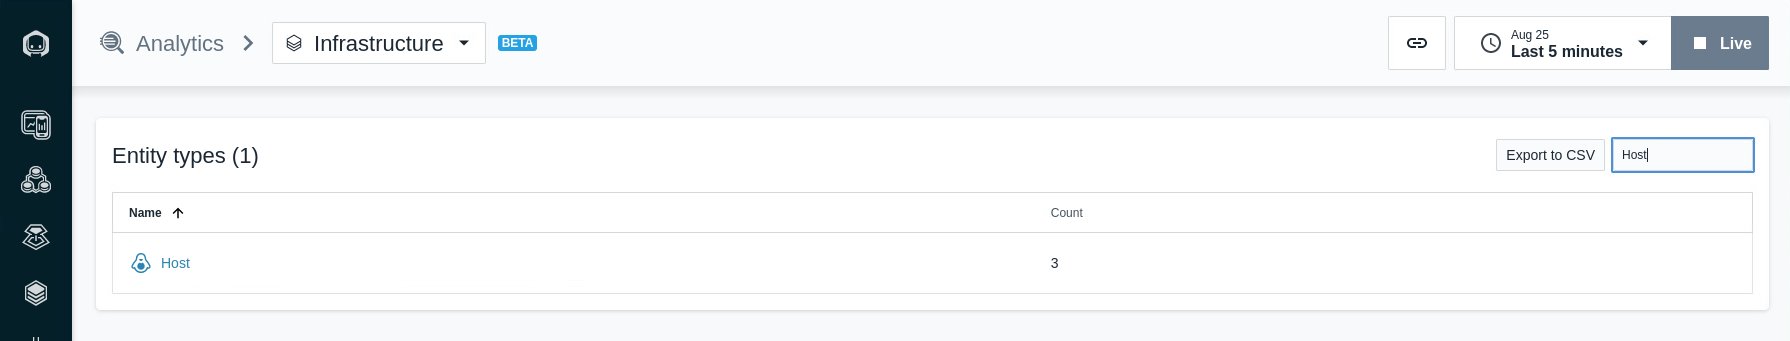 Analytics
Infrastructure
BETA
Aug 25
Last 5 minutes
Live
Entity types (1)
Export to CSV
Host
Name
Count
Host
3